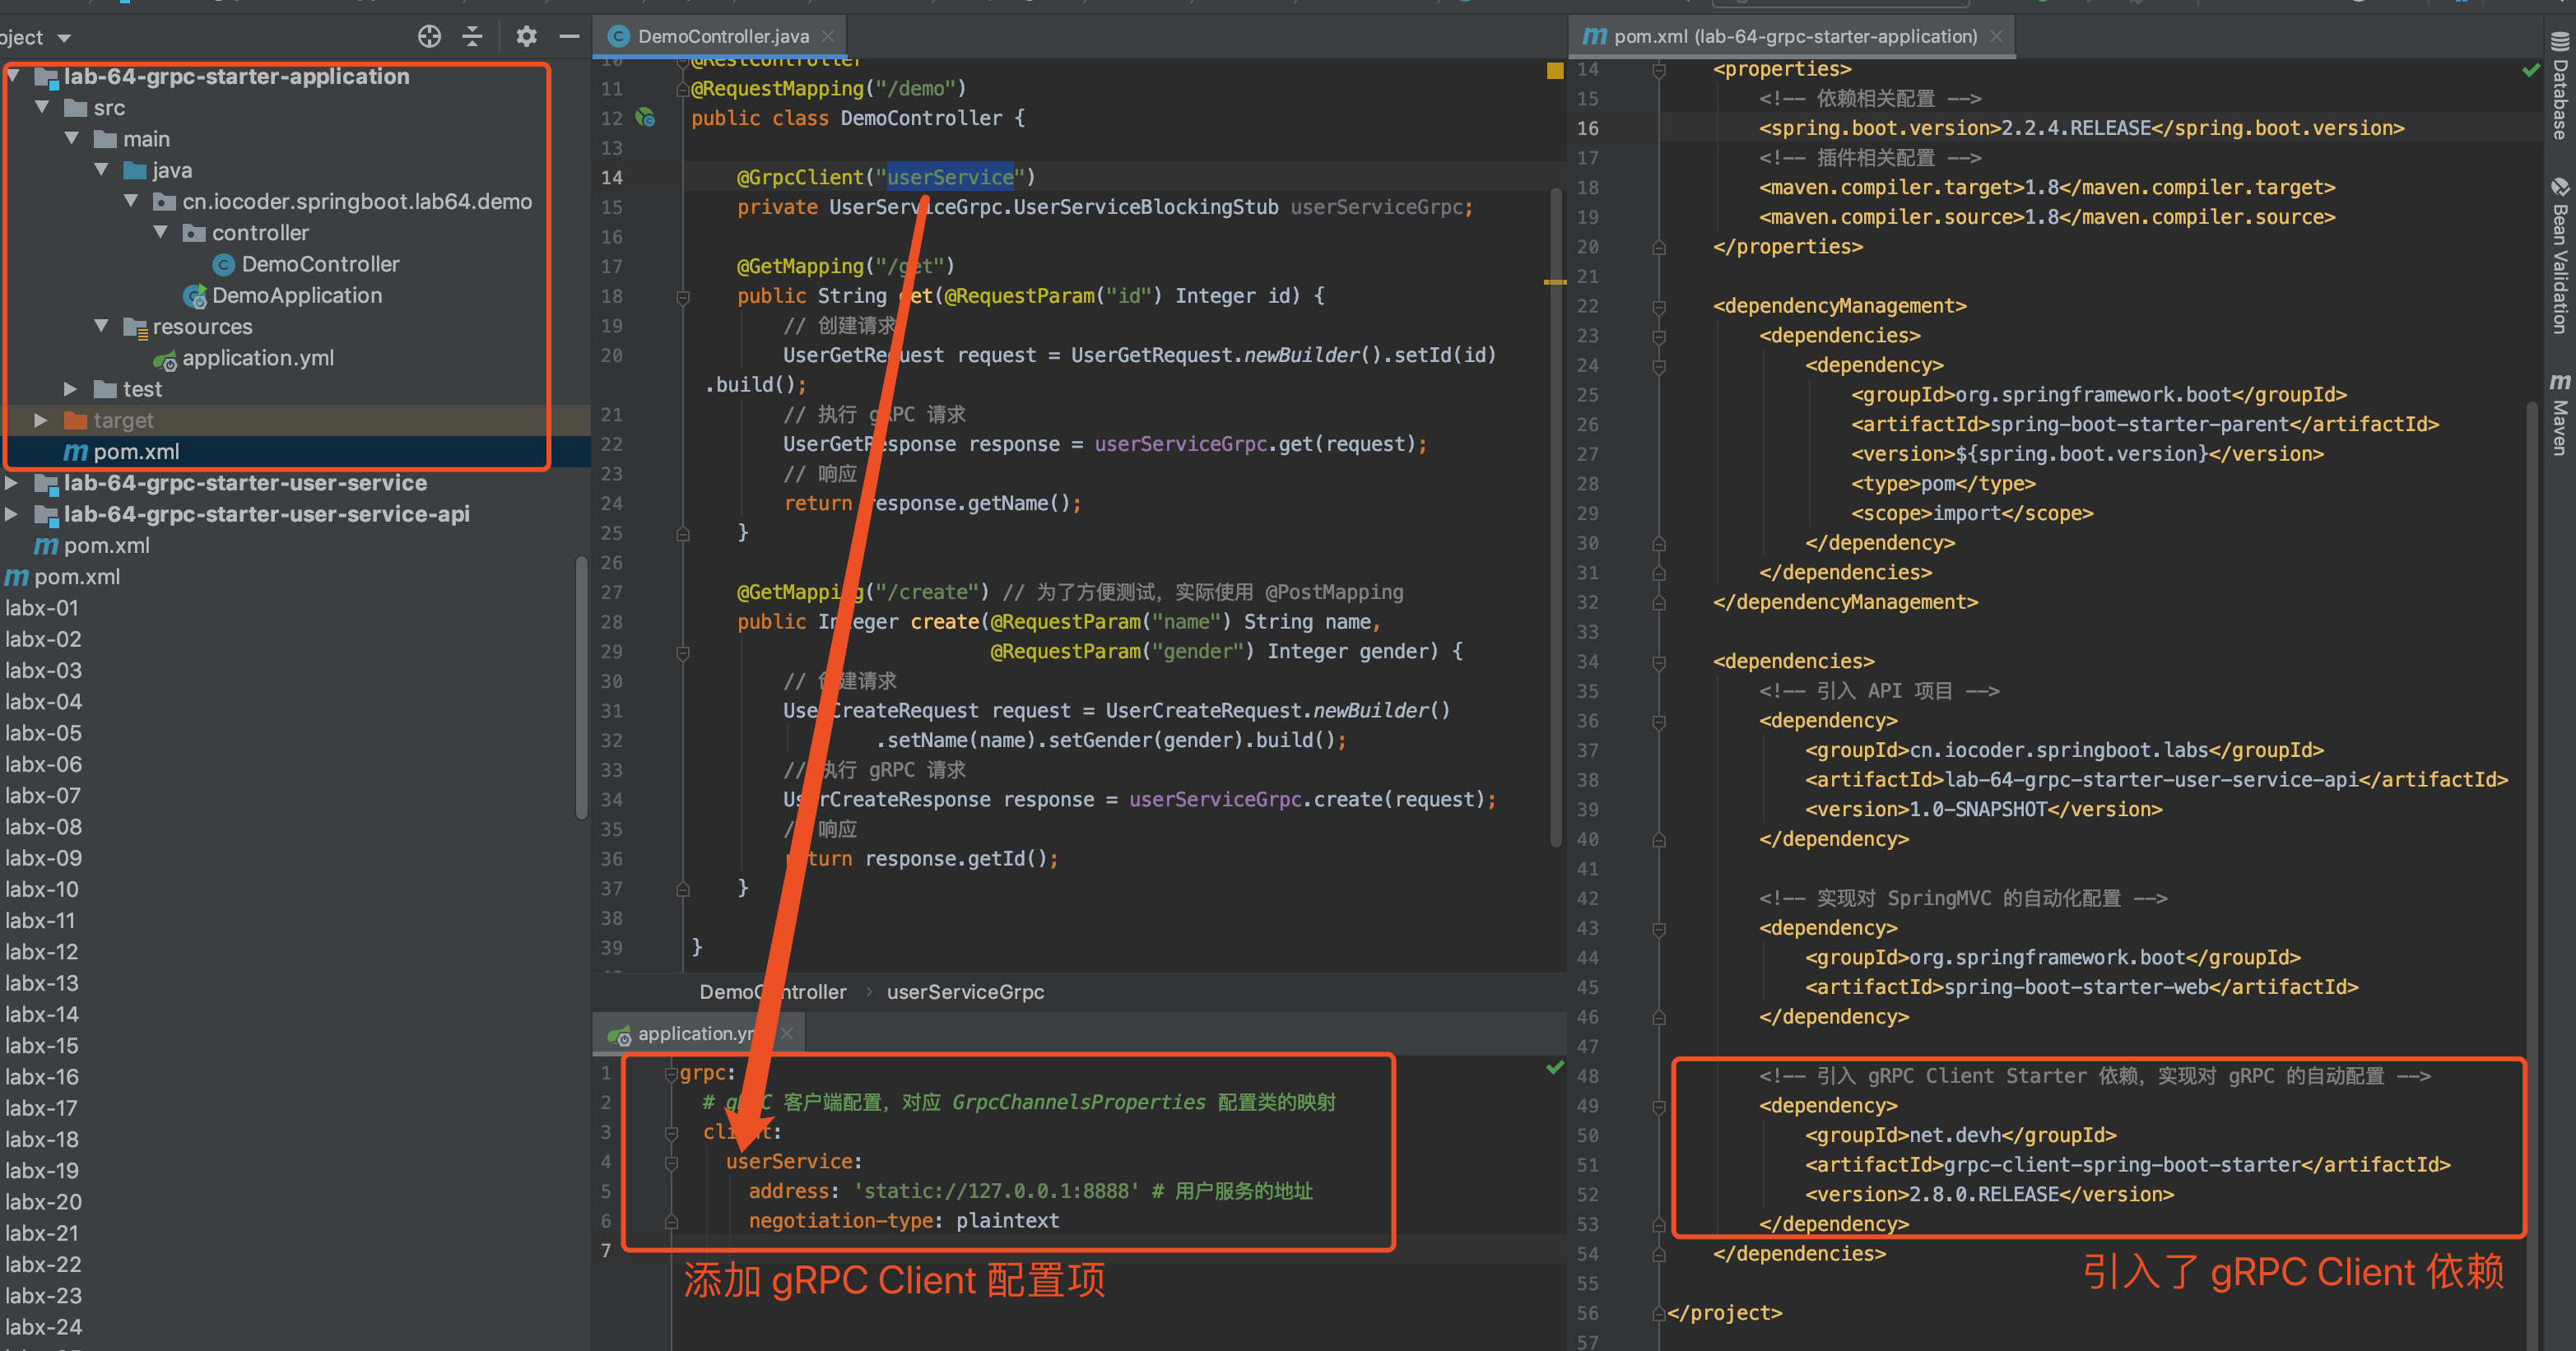 oject
lab-64-grpc-starter-application
src
main
java
cn.iocoder.springboot.lab64.demo
controller
DemoController
DemoApplication
resources
application.yml
test
target
pom.xml
lab-64-grpc-starter-user-service
lab-64-grpc-starter-user-service-api
pom.xml
pom.xml
labx-01
labx-02
labx-03
labx-04
labx-05
labx-06
labx-07
labx-08
labx-09
labx-10
labx-11
labx-12
labx-13
labx-14
labx-15
labx-16
labx-17
labx-18
labx-19
labx-20
labx-21
labx-22
labx-23
labx-24
DemoController.java
10 @RestController
11 @RequestMapping("/demo")
12 public class DemoController {
13
14 @GrpcClient("userService")
15 private UserServiceGrpc.UserServiceBlockingStub userServiceGrpc;
16
17 @GetMapping("/get")
18 public String get(@RequestParam("id") Integer id) {
19 // 创建请求
20 UserGetRequest request = UserGetRequest.newBuilder().setId(id)
.build();
21 // 执行 gRPC 请求
22 UserGetResponse response = userServiceGrpc.get(request);
23 // 响应
24 return response.getName();
25 }
26
27 @GetMapping("/create") // 为了方便测试，实际使用 @PostMapping
28 public Integer create(@RequestParam("name") String name,
29 @RequestParam("gender") Integer gender) {
30 // 创建请求
31 UserCreateRequest request = UserCreateRequest.newBuilder()
32 .setName(name).setGender(gender).build();
33 // 执行 gRPC 请求
34 UserCreateResponse response = userServiceGrpc.create(request);
35 // 响应
36 return response.getId();
37 }
38
39 }
DemoController › userServiceGrpc
application.yml
1 grpc:
2 # gRPC 客户端配置，对应 GrpcChannelsProperties 配置类的映射
3 client:
4 userService:
5 address: 'static://127.0.0.1:8888' # 用户服务的地址
6 negotiation-type: plaintext
7
添加 gRPC Client 配置项
pom.xml (lab-64-grpc-starter-application)
14 <properties>
15 <!-- 依赖相关配置 -->
16 <spring.boot.version>2.2.4.RELEASE</spring.boot.version>
17 <!-- 插件相关配置 -->
18 <maven.compiler.target>1.8</maven.compiler.target>
19 <maven.compiler.source>1.8</maven.compiler.source>
20 </properties>
21
22 <dependencyManagement>
23 <dependencies>
24 <dependency>
25 <groupId>org.springframework.boot</groupId>
26 <artifactId>spring-boot-starter-parent</artifactId>
27 <version>${spring.boot.version}</version>
28 <type>pom</type>
29 <scope>import</scope>
30 </dependency>
31 </dependencies>
32 </dependencyManagement>
33
34 <dependencies>
35 <!-- 引入 API 项目 -->
36 <dependency>
37 <groupId>cn.iocoder.springboot.labs</groupId>
38 <artifactId>lab-64-grpc-starter-user-service-api</artifactId>
39 <version>1.0-SNAPSHOT</version>
40 </dependency>
41
42 <!-- 实现对 SpringMVC 的自动化配置 -->
43 <dependency>
44 <groupId>org.springframework.boot</groupId>
45 <artifactId>spring-boot-starter-web</artifactId>
46 </dependency>
47
48 <!-- 引入 gRPC Client Starter 依赖，实现对 gRPC 的自动配置 -->
49 <dependency>
50 <groupId>net.devh</groupId>
51 <artifactId>grpc-client-spring-boot-starter</artifactId>
52 <version>2.8.0.RELEASE</version>
53 </dependency>
54 </dependencies>
55
56 </project>
57
引入了 gRPC Client 依赖
Database
Bean Validation
Maven